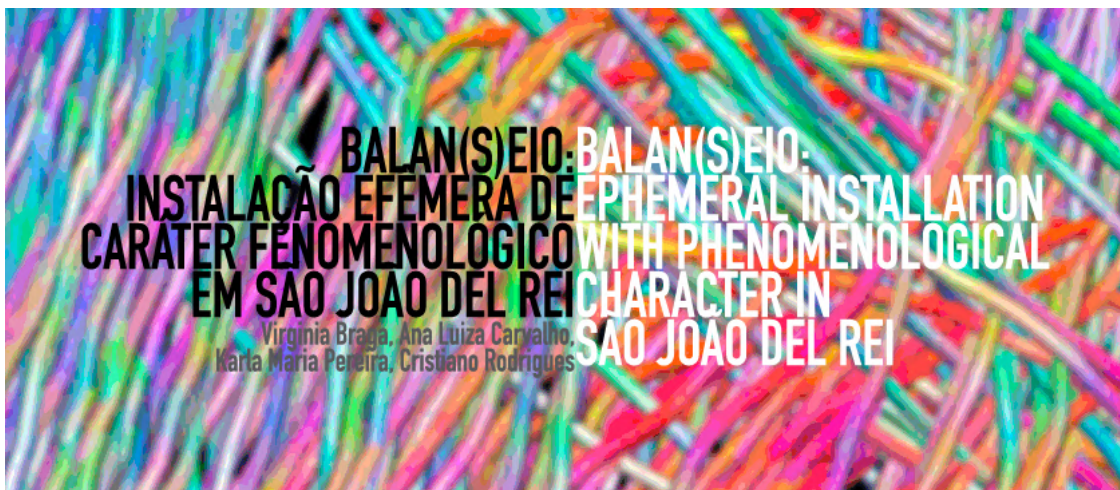 BALAN(S)EIO:
INSTALAÇÃO EFÊMERA DE
CARÁTER FENOMENOLÓGICO
EM SÃO JOÃO DEL REI
Virgínia Braga, Ana Luiza Carvalho,
Karla Maria Pereira, Cristiano Rodrigues
BALAN(S)EIO:
EPHEMERAL INSTALLATION
WITH PHENOMENOLOGICAL
CHARACTER IN
SÃO JOÃO DEL REI